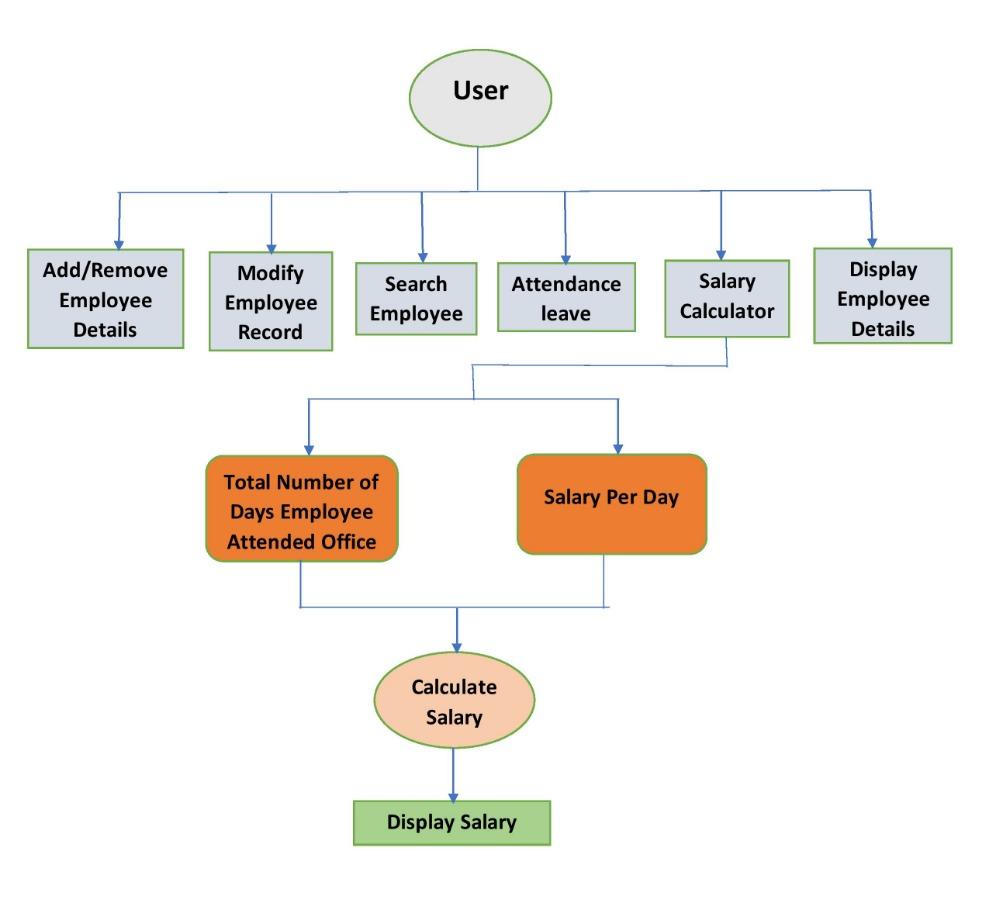 User
Add/Remove
Employee
Details
Modify
Employee
Record
Search
Employee
Attendance
leave
Salary
Calculator
Display
Employee
Details
Total Number of
Days Employee
Attended Office
Salary Per Day
Calculate
Salary
Display Salary